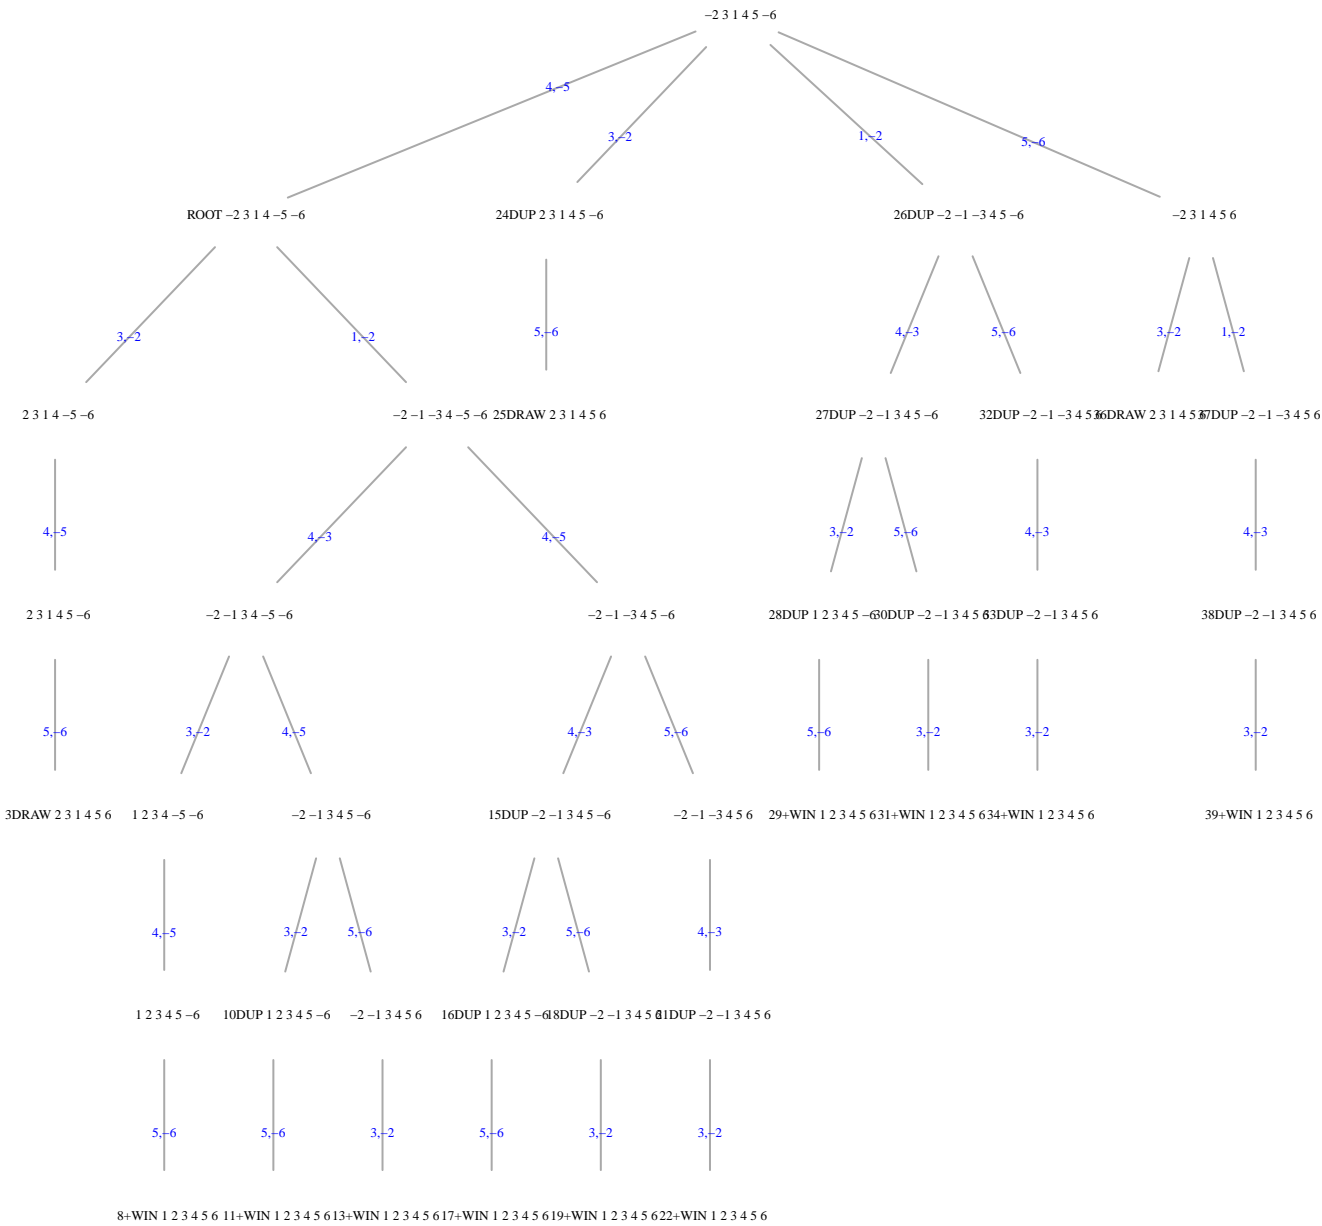 −2 3 1 4 5 −6
4,−5
3,−2
1,−2
5,−6
ROOT −2 3 1 4 −5 −6
24DUP 2 3 1 4 5 −6
26DUP −2 −1 −3 4 5 −6
−2 3 1 4 5 6
3,−2
1,−2
5,−6
4,−3
5,−6
3,−2
1,−2
2 3 1 4 −5 −6
−2 −1 −3 4 −5 −6
25DRAW 2 3 1 4 5 6
27DUP −2 −1 3 4 5 −6
32DUP −2 −1 −3 4 5 6
36DRAW 2 3 1 4 5 6
37DUP −2 −1 −3 4 5 6
4,−5
4,−3
4,−5
3,−2
5,−6
4,−3
4,−3
2 3 1 4 5 −6
−2 −1 3 4 −5 −6
−2 −1 −3 4 5 −6
28DUP 1 2 3 4 5 −6
30DUP −2 −1 3 4 5 6
33DUP −2 −1 3 4 5 6
38DUP −2 −1 3 4 5 6
5,−6
3,−2
4,−5
4,−3
5,−6
5,−6
3,−2
3,−2
3,−2
3DRAW 2 3 1 4 5 6
1 2 3 4 −5 −6
−2 −1 3 4 5 −6
15DUP −2 −1 3 4 5 −6
−2 −1 −3 4 5 6
29+WIN 1 2 3 4 5 6
31+WIN 1 2 3 4 5 6
34+WIN 1 2 3 4 5 6
39+WIN 1 2 3 4 5 6
4,−5
3,−2
5,−6
3,−2
5,−6
4,−3
1 2 3 4 5 −6
10DUP 1 2 3 4 5 −6
−2 −1 3 4 5 6
16DUP 1 2 3 4 5 −6
18DUP −2 −1 3 4 5 6
21DUP −2 −1 3 4 5 6
5,−6
5,−6
3,−2
5,−6
3,−2
3,−2
8+WIN 1 2 3 4 5 6
11+WIN 1 2 3 4 5 6
13+WIN 1 2 3 4 5 6
17+WIN 1 2 3 4 5 6
19+WIN 1 2 3 4 5 6
22+WIN 1 2 3 4 5 6